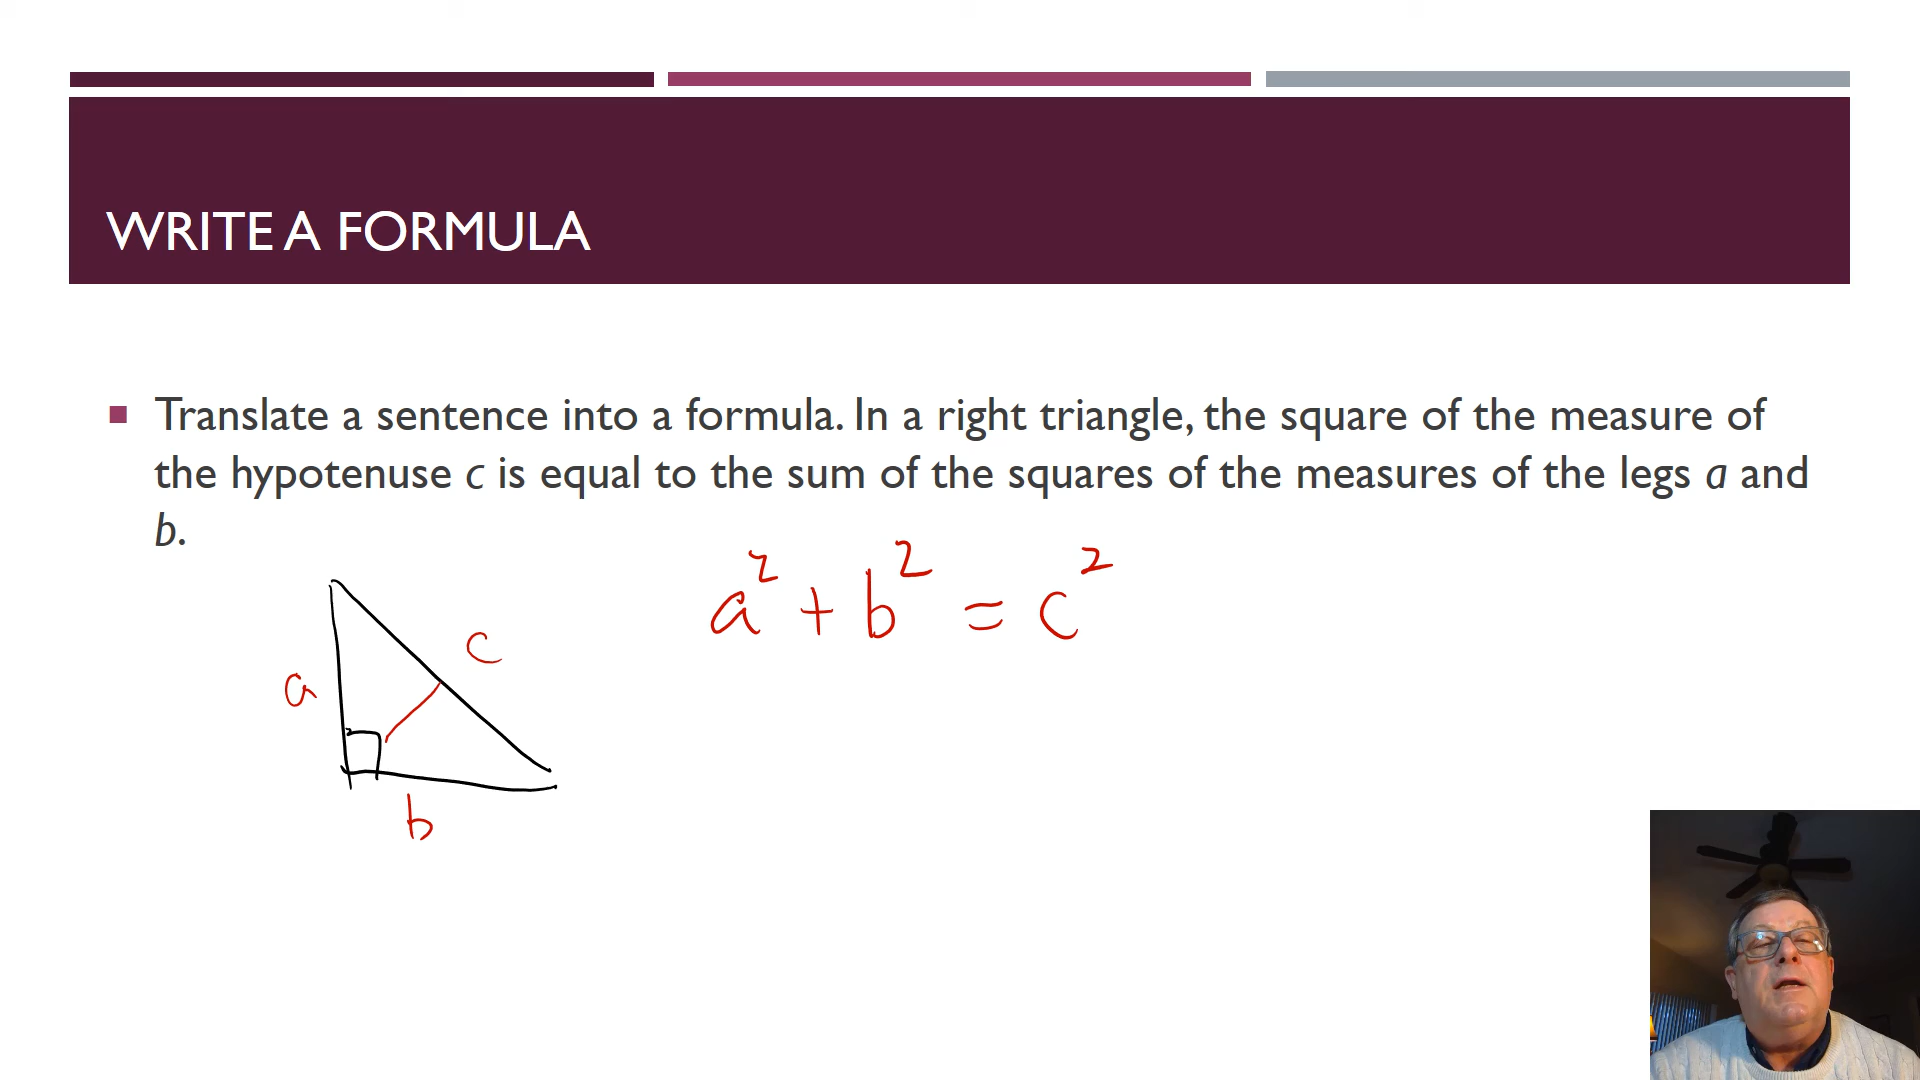 WRITE A FORMULA
Translate a sentence into a formula. In a right triangle, the square of the measure of
the hypotenuse c is equal to the sum of the squares of the measures of the legs a and
b.
a² + b² = c²
c
a
b